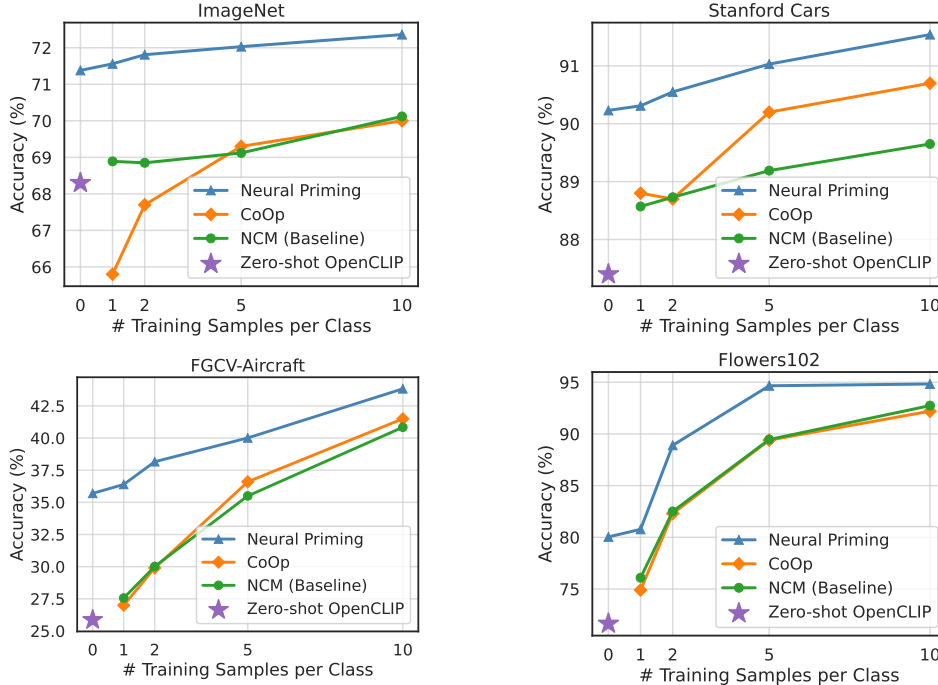 ImageNet
Accuracy (%)
72
71
70
69
68
67
66
Neural Priming
CoOp
NCM (Baseline)
Zero-shot OpenCLIP
0 1 2 5 10
# Training Samples per Class
Stanford Cars
Accuracy (%)
91
90
89
88
Neural Priming
CoOp
NCM (Baseline)
Zero-shot OpenCLIP
0 1 2 5 10
# Training Samples per Class
FGCV-Aircraft
Accuracy (%)
42.5
40.0
37.5
35.0
32.5
30.0
27.5
25.0
Neural Priming
CoOp
NCM (Baseline)
Zero-shot OpenCLIP
0 1 2 5 10
# Training Samples per Class
Flowers102
Accuracy (%)
95
90
85
80
75
Neural Priming
CoOp
NCM (Baseline)
Zero-shot OpenCLIP
0 1 2 5 10
# Training Samples per Class